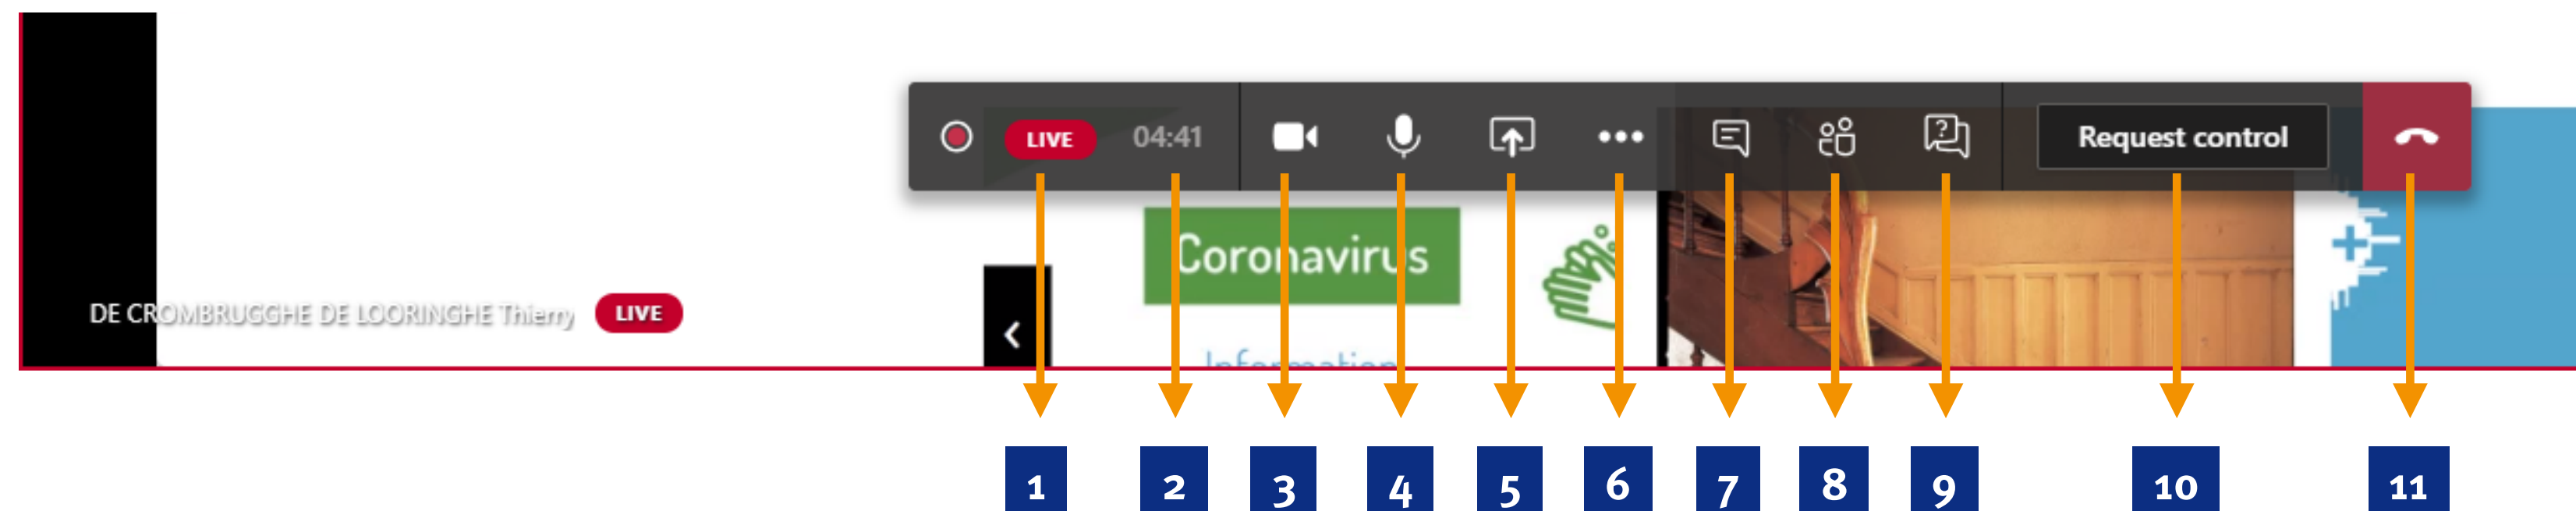 LIVE 04:41 Request control
Coronavirus
DE CROMBRUGGHE DE LOORINGHE Thierry LIVE
Information
1 2 3 4 5 6 7 8 9 10 11